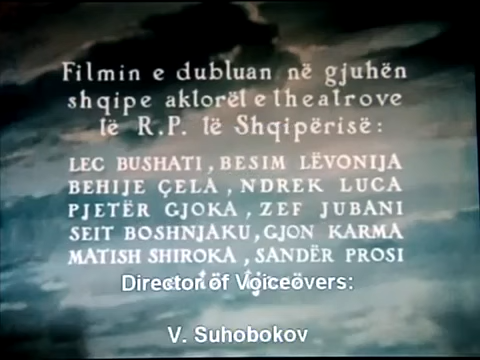 Filmin e dubluan në gjuhën
shqipe aktorët e theatrove
të R.P. të Shqipërisë:
LEC BUSHATI, BESIM LËVONIJA
BEHIJE ÇELA, NDREK LUCA
PJETËR GJOKA, ZEF JUBANI
SEIT BOSHNJAKU, GJON KARMA
MATISH SHIROKA, SANDËR PROSI
Director of Voiceovers:
V. Suhobokov